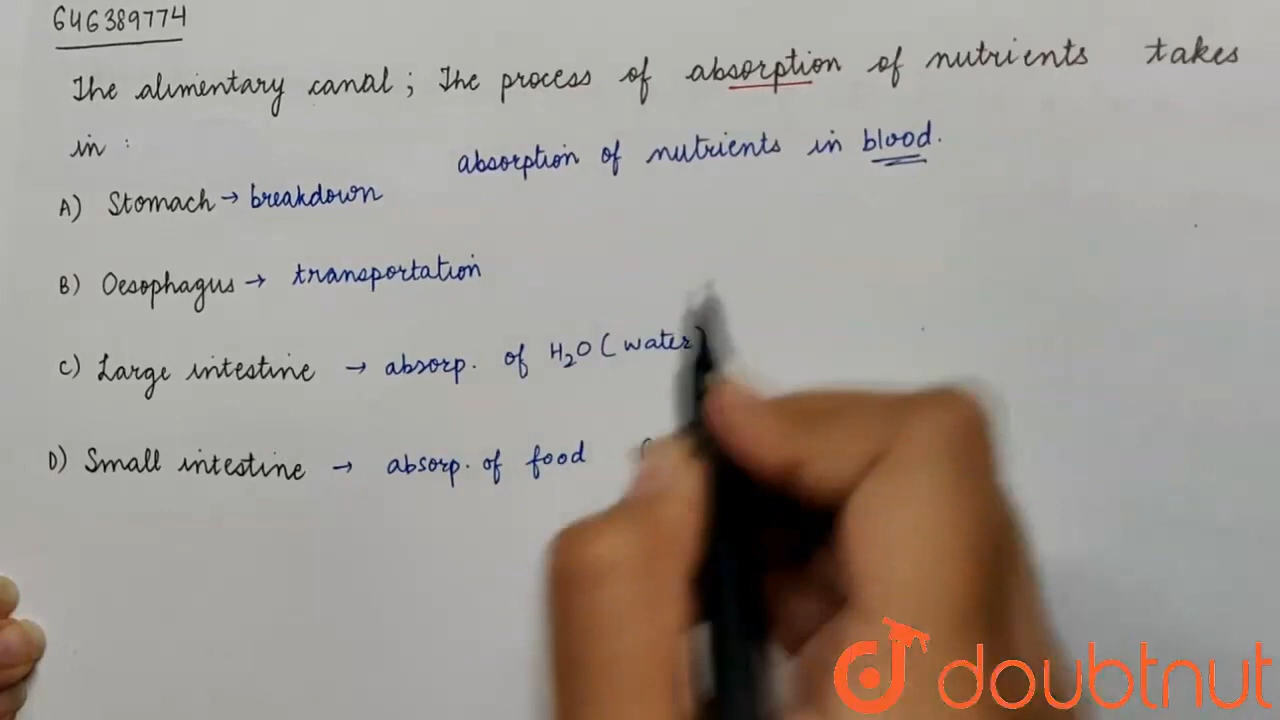 646389774
The alimentary canal ; The process of absorption of nutrients takes
in :
absorption of nutrients in blood.
A) Stomach → breakdown
B) Oesophagus → transportation
C) Large intestine → absorp. of H₂O (water)
D) Small intestine → absorp. of food (
doubtnut